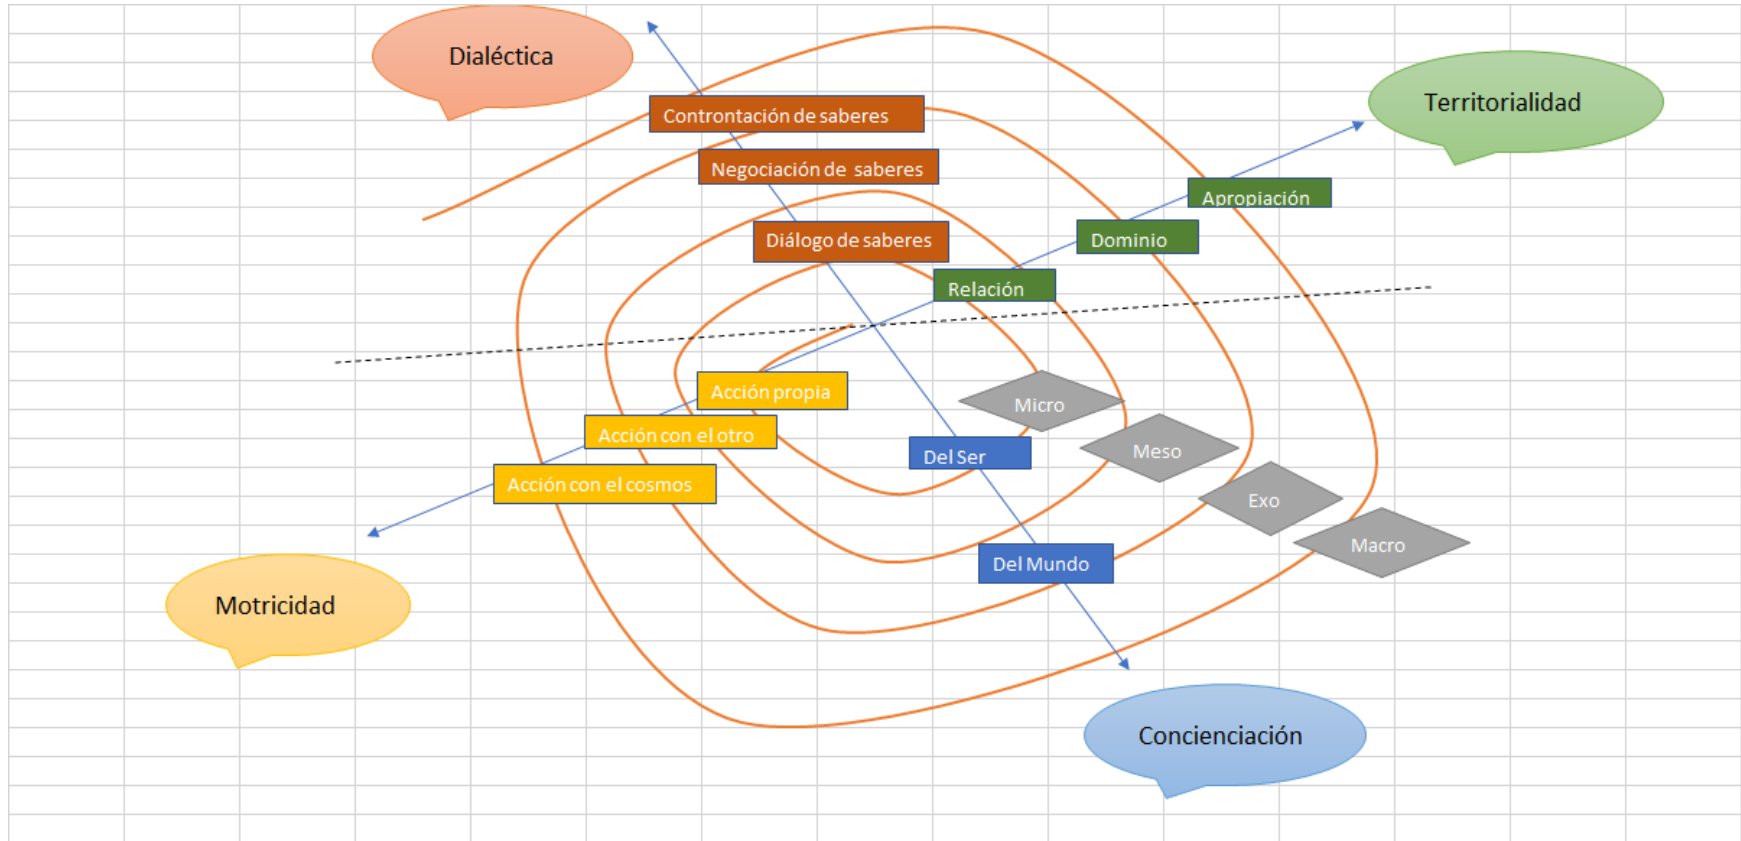 Dialéctica
Territorialidad
Controntación de saberes
Negociación de saberes
Apropiación
Diálogo de saberes
Dominio
Relación
Acción propia
Micro
Acción con el otro
Del Ser
Meso
Acción con el cosmos
Exo
Macro
Del Mundo
Motricidad
Concienciación